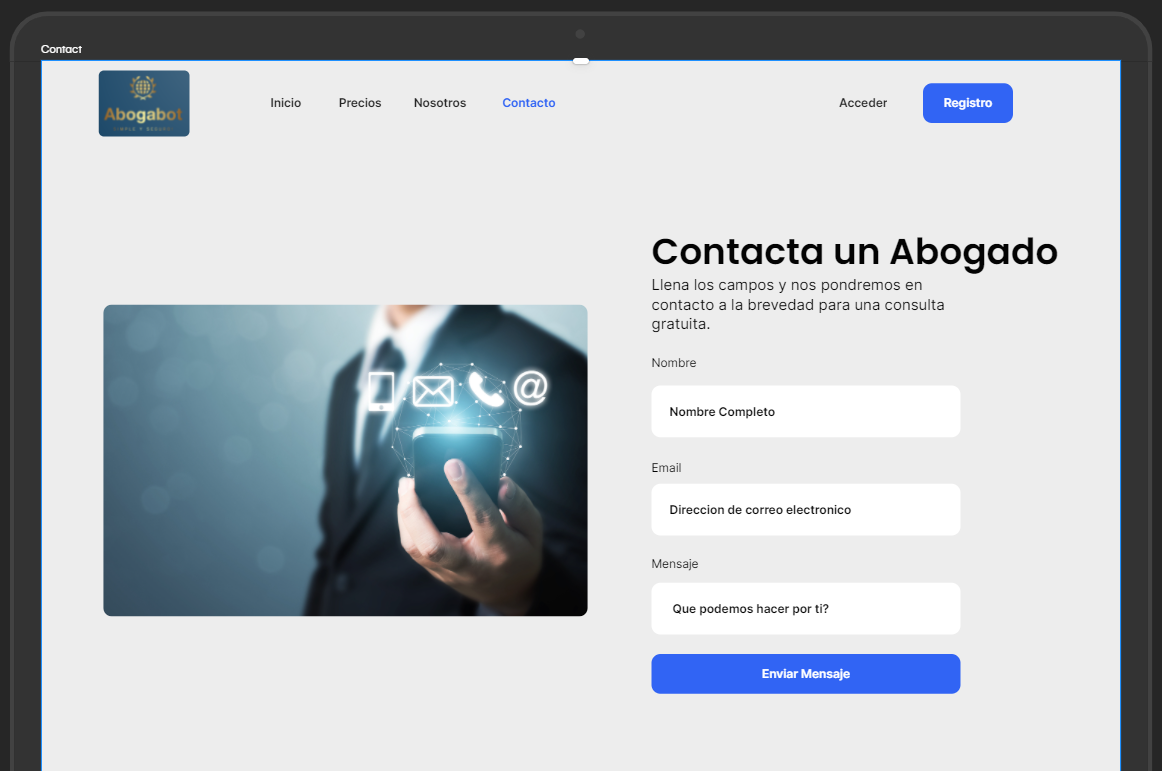 Contact
Abogabot
Inicio Precios Nosotros Contacto Acceder Registro
Contacta un Abogado
Llena los campos y nos pondremos en
contacto a la brevedad para una consulta
gratuita.
Nombre
Nombre Completo
Email
Direccion de correo electronico
Mensaje
Que podemos hacer por ti?
Enviar Mensaje